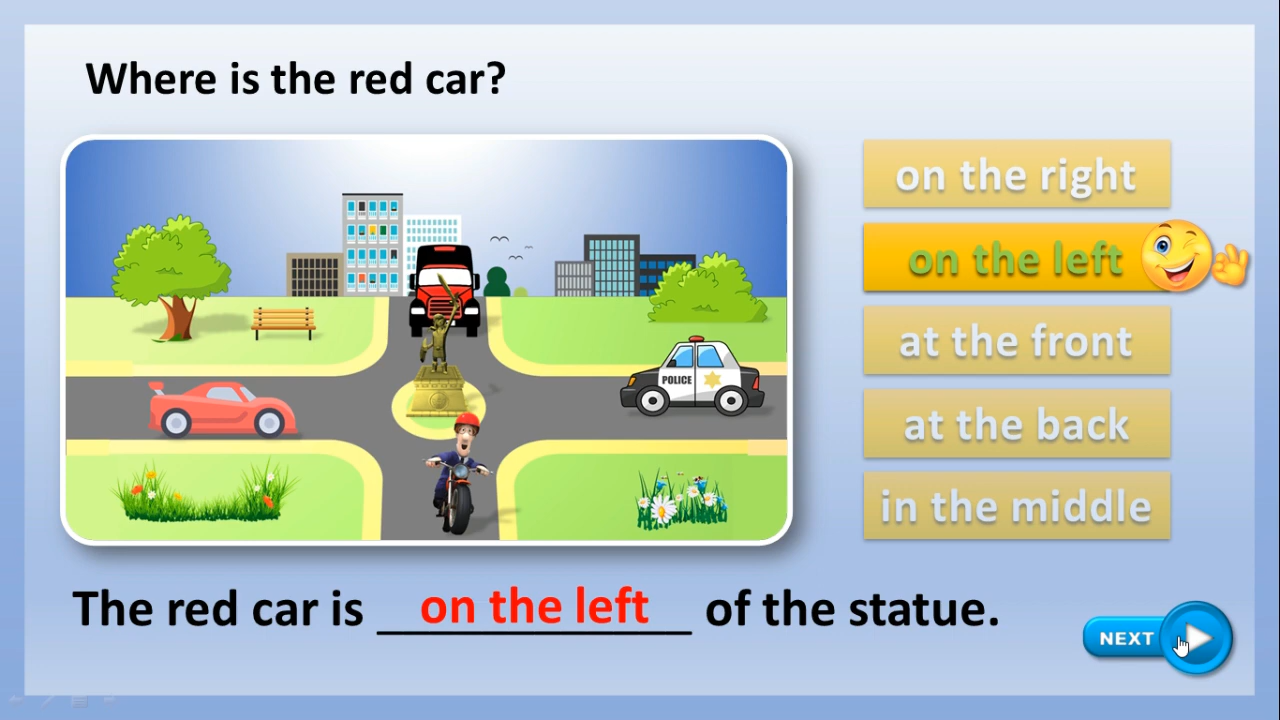 Where is the red car?
on the right
on the left
at the front
at the back
in the middle
POLICE
The red car is on the left of the statue.
NEXT